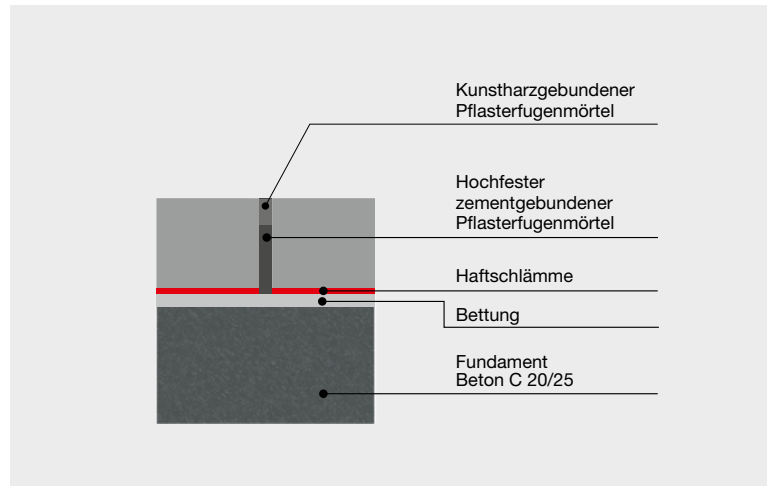 Kunstharzgebundener
Pflasterfugenmörtel
Hochfester
zementgebundener
Pflasterfugenmörtel
Haftschlämme
Bettung
Fundament
Beton C 20/25